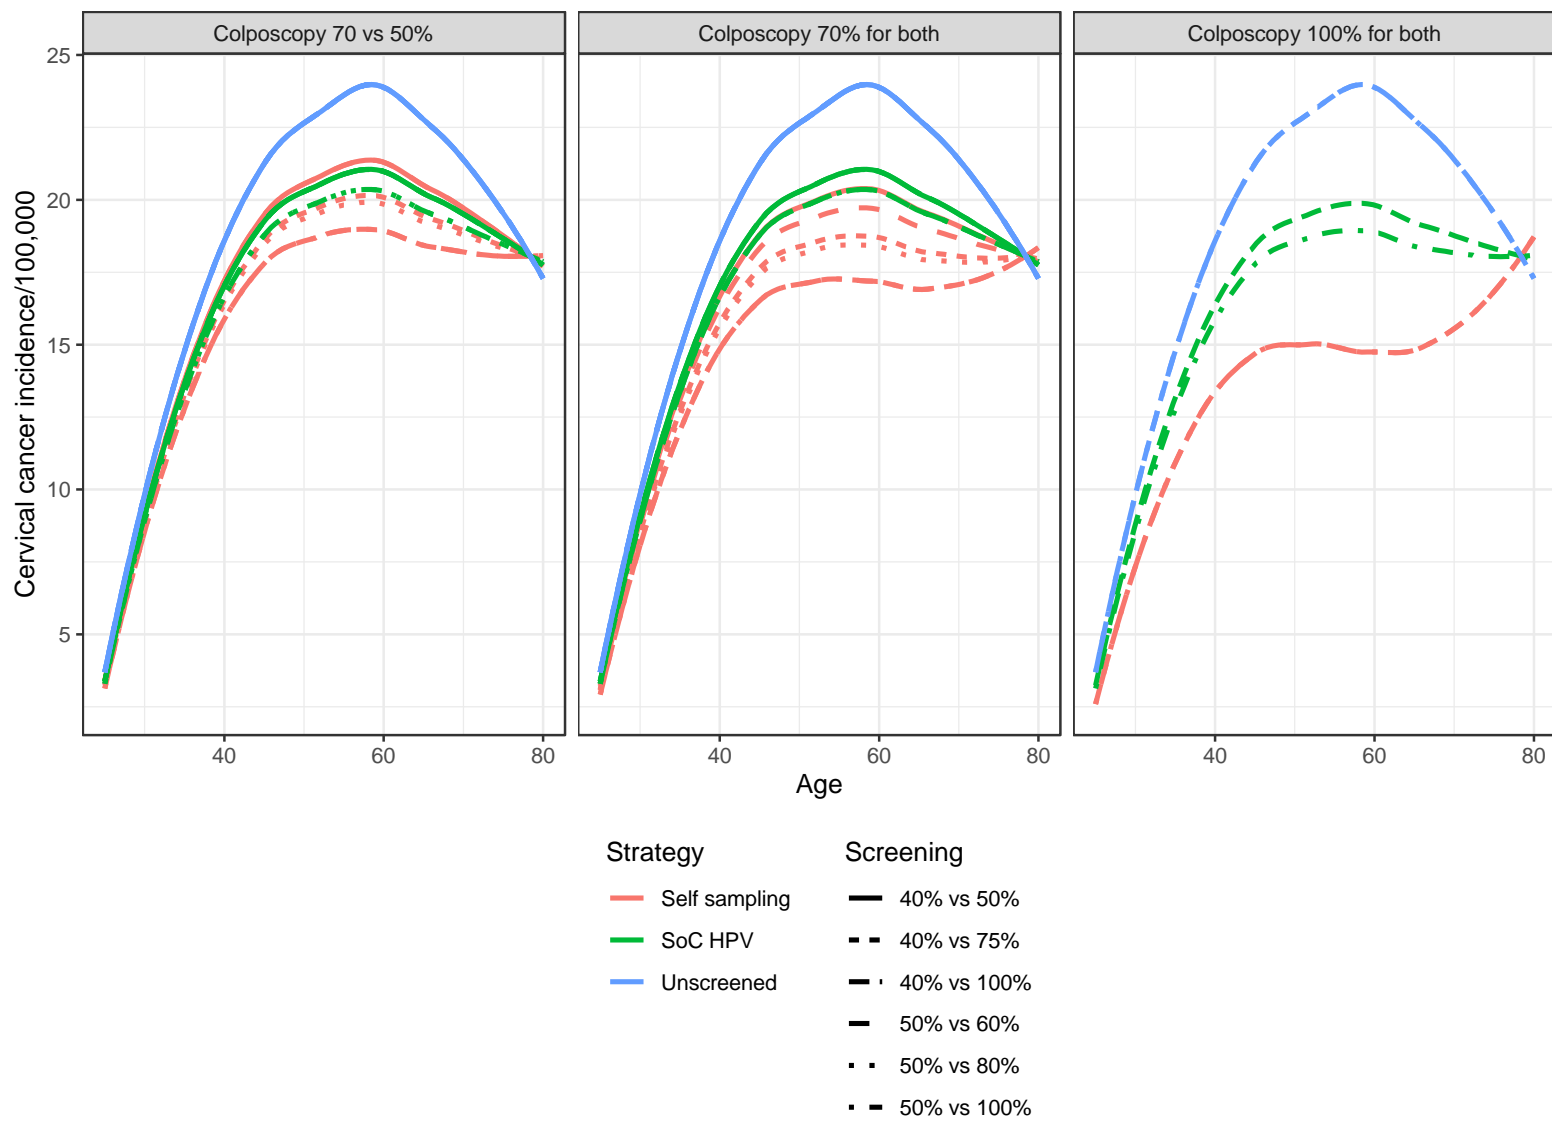 Colposcopy 70 vs 50%
Colposcopy 70% for both
Colposcopy 100% for both
Cervical cancer incidence/100,000
25
20
15
10
5
40 60 80
40 60 80
40 60 80
Age
Strategy
Self sampling
SoC HPV
Unscreened
Screening
40% vs 50%
40% vs 75%
40% vs 100%
50% vs 60%
50% vs 80%
50% vs 100%